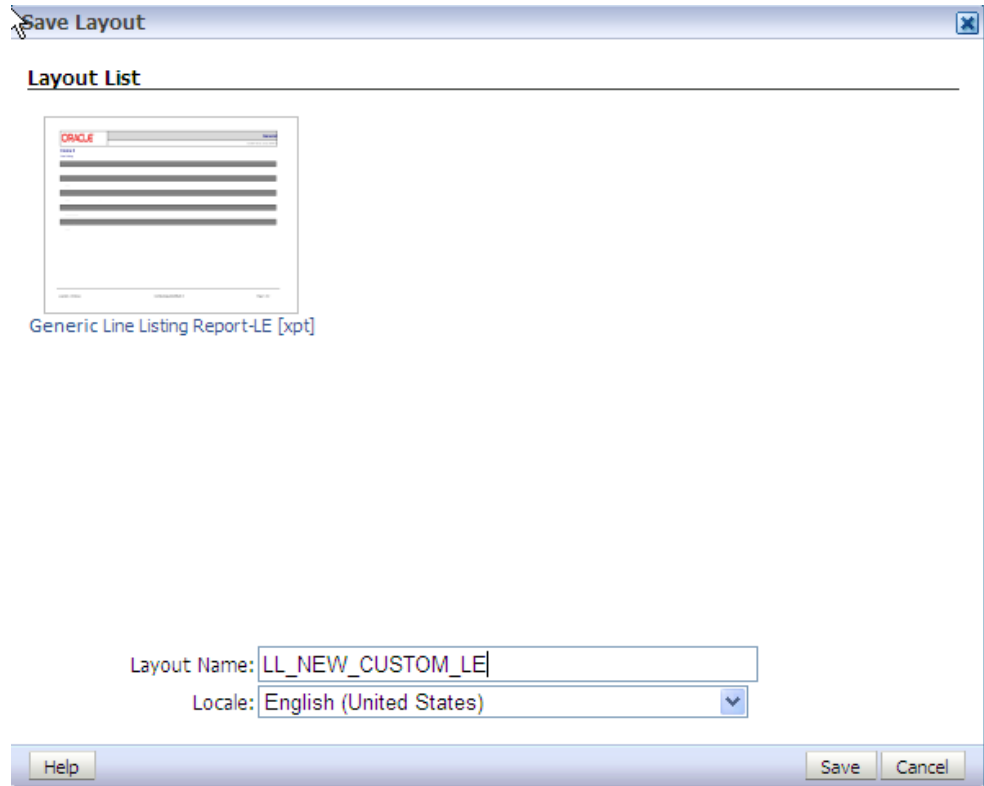 Save Layout
Layout List
ORACLE
Generic Line Listing Report-LE [xpt]
Layout Name: LL_NEW_CUSTOM_LE
Locale: English (United States)
Help Save Cancel